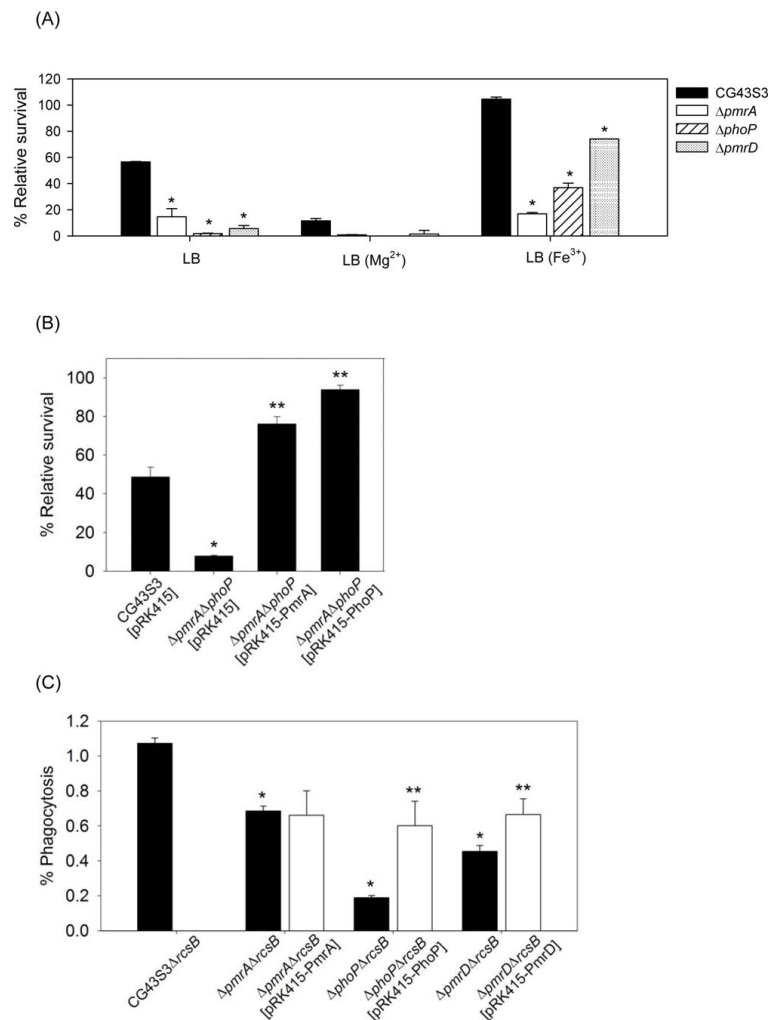 (A)
120
100
80
60
40
20
0
% Relative survival
* * *
* * *
LB
LB (Mg²⁺)
LB (Fe³⁺)
CG43S3
ΔpmrA
ΔphoP
ΔpmrD
(B)
100
80
60
40
20
0
% Relative survival
*
**
**
CG43S3
[pRK415]
ΔpmrAΔphoP
[pRK415]
ΔpmrAΔphoP
[pRK415-PmrA]
ΔpmrAΔphoP
[pRK415-PhoP]
(C)
1.2
1.0
0.8
0.6
0.4
0.2
0.0
% Phagocytosis
*
*
**
*
**
CG43S3ΔrcsB
ΔpmrAΔrcsB
ΔpmrAΔrcsB
[pRK415-PmrA]
ΔphoPΔrcsB
ΔphoPΔrcsB
[pRK415-PhoP]
ΔpmrDΔrcsB
ΔpmrDΔrcsB
[pRK415-PmrD]